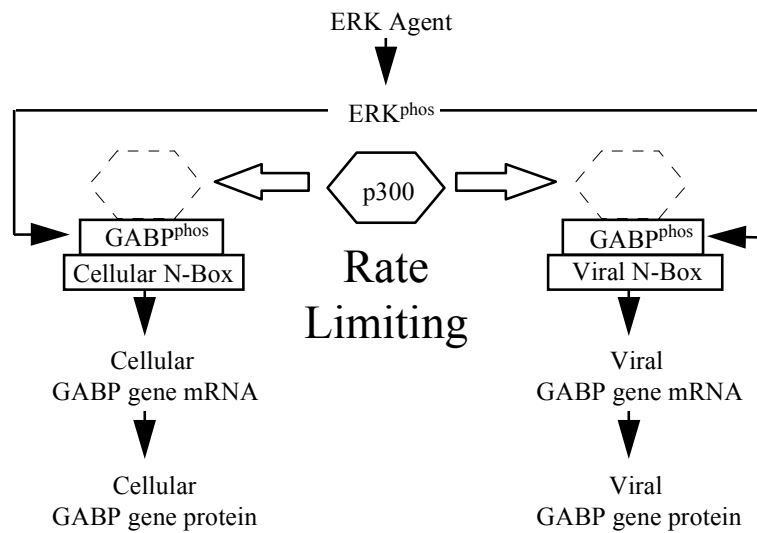 ERK Agent
ERKphos
p300
GABPphos
Cellular N-Box
Rate
Limiting
GABPphos
Viral N-Box
Cellular
GABP gene mRNA
Viral
GABP gene mRNA
Cellular
GABP gene protein
Viral
GABP gene protein